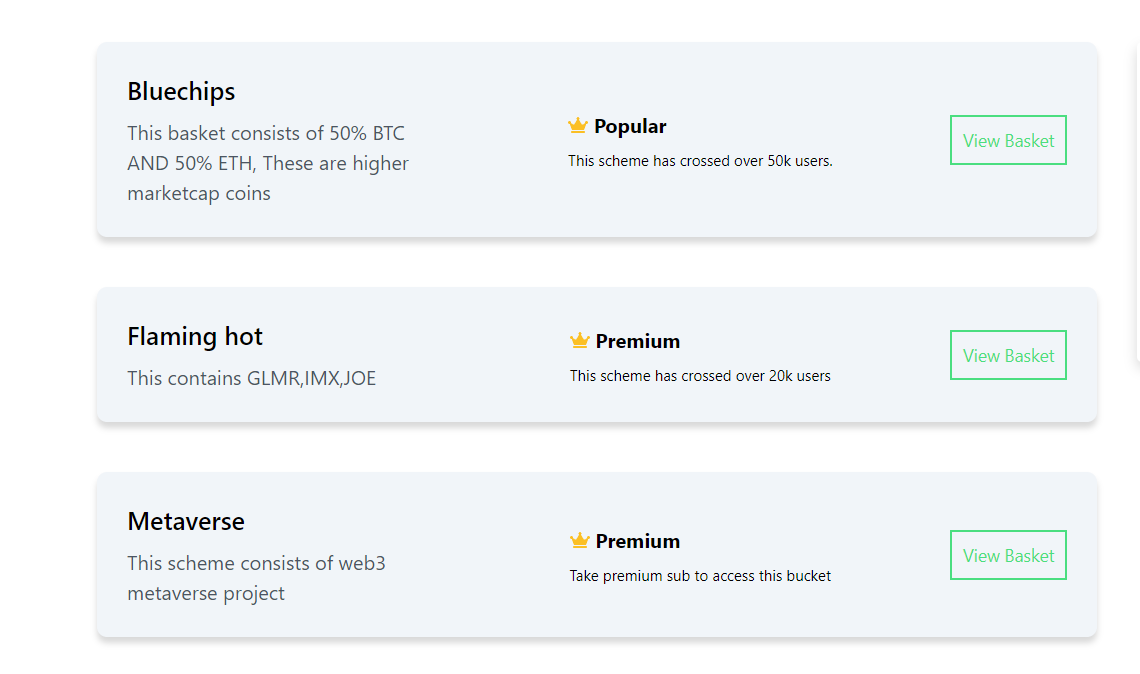 Bluechips
This basket consists of 50% BTC
AND 50% ETH, These are higher
marketcap coins
Popular
This scheme has crossed over 50k users.
View Basket
Flaming hot
This contains GLMR,IMX,JOE
Premium
This scheme has crossed over 20k users
View Basket
Metaverse
This scheme consists of web3
metaverse project
Premium
Take premium sub to access this bucket
View Basket